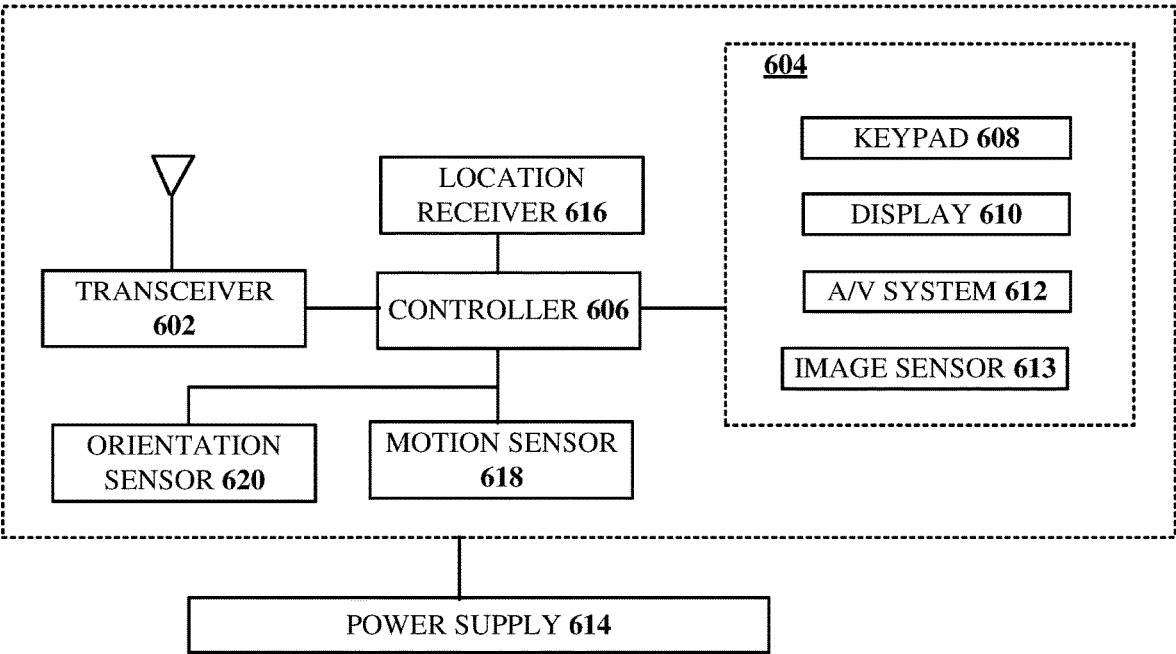 604
KEYPAD 608
LOCATION
RECEIVER 616
DISPLAY 610
TRANSCEIVER
602
CONTROLLER 606
A/V SYSTEM 612
IMAGE SENSOR 613
ORIENTATION
SENSOR 620
MOTION SENSOR
618
POWER SUPPLY 614